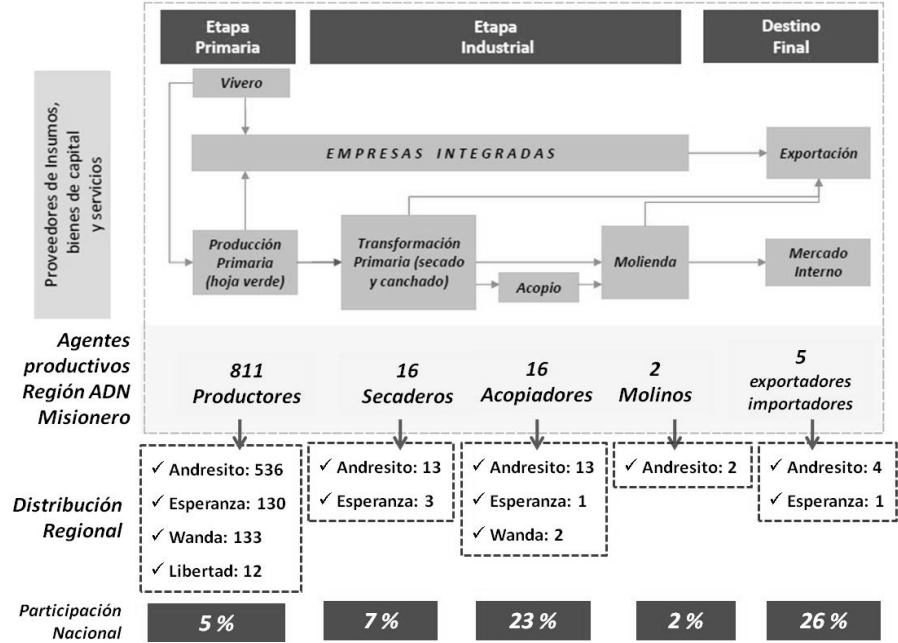 Etapa
Primaria
Etapa
Industrial
Destino
Final
Proveedores de Insumos,
bienes de capital
y servicios
Vivero
EMPRESAS INTEGRADAS
Exportación
Producción
Primaria
(hoja verde)
Transformación
Primaria (secado
y canchado)
Acopio
Molienda
Mercado
Interno
Agentes
productivos
Región ADN
Misionero
811
Productores
16
Secaderos
16
Acopiadores
2
Molinos
5
exportadores
importadores
Distribución
Regional
✓ Andresito: 536
✓ Esperanza: 130
✓ Wanda: 133
✓ Libertad: 12
✓ Andresito: 13
✓ Esperanza: 3
✓ Andresito: 13
✓ Esperanza: 1
✓ Wanda: 2
✓ Andresito: 2
✓ Andresito: 4
✓ Esperanza: 1
Participación
Nacional
5 %
7 %
23 %
2 %
26 %